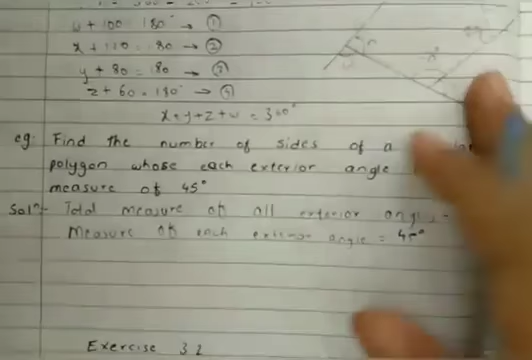 w + 100 = 180° → ①
x + 110 = 180 → ②
y + 80 = 180 → ③
z + 60 = 180° → ④
x + y + z + w = 360°
eg: Find the number of sides of a
polygon whose each exterior angle
measure of 45°
Solⁿ:- Total measure of all exterior angles =
Measure of each exterior angle = 45°
Exercise 3.2